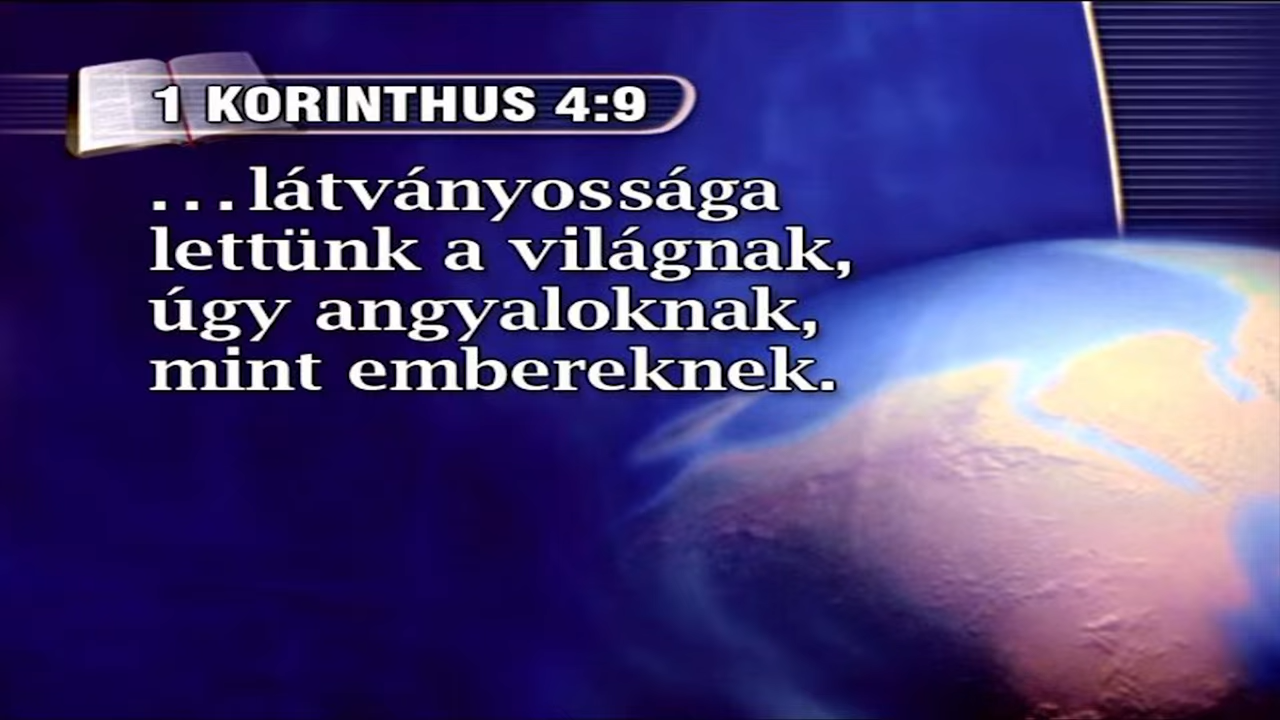 1 KORINTHUS 4:9
...látványossága
lettünk a világnak,
úgy angyaloknak,
mint embereknek.